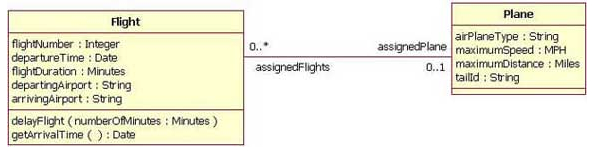 Flight
flightNumber : Integer
departureTime : Date
flightDuration : Minutes
departingAirport : String
arrivingAirport : String
delayFlight ( numberOfMinutes : Minutes )
getArrivalTime ( ) : Date
0..*
assignedFlights
assignedPlane
0..1
Plane
airPlaneType : String
maximumSpeed : MPH
maximumDistance : Miles
tailId : String